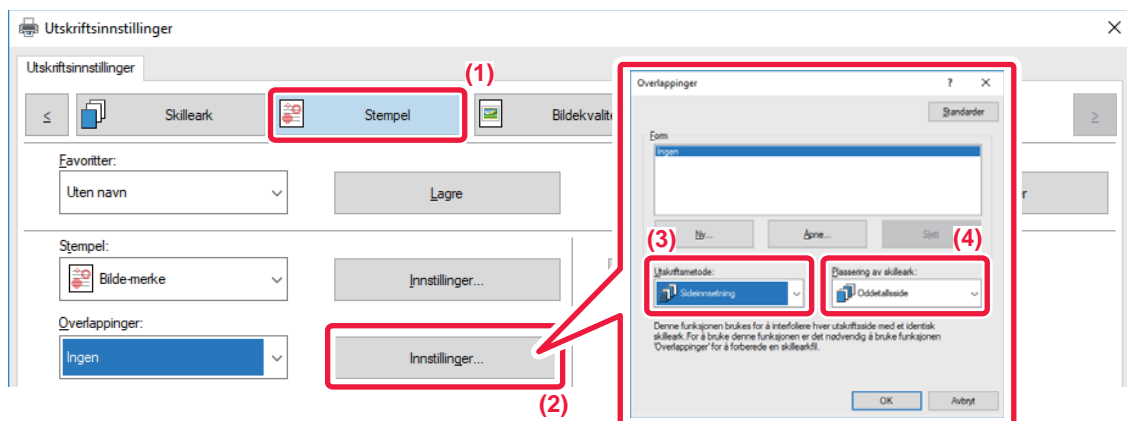 Utskriftsinnstillinger
Utskriftsinnstillinger
(1)
≤
Skilleark
Stempel
Bildekvalite
≥
Favoritter:
Uten navn
Lagre
r
Stempel:
Bilde-merke
Innstillinger...
Overlappinger:
Ingen
Innstillinger...
(2)
Overlappinger
?
Standarder
Form
Ingen
Ny...
Åpne...
Slett
(3)
(4)
Utskriftsmetode:
Plassering av skilleark:
Sideinnsetning
Oddetallsside
Denne funksjonen brukes for å interfoliere hver utskriftsside med et identisk
skilleark.For å bruke denne funksjonen er det nødvendig å bruke funksjonen
'Overlappinger' for å forberede en skillearkfil.
OK
Avbryt